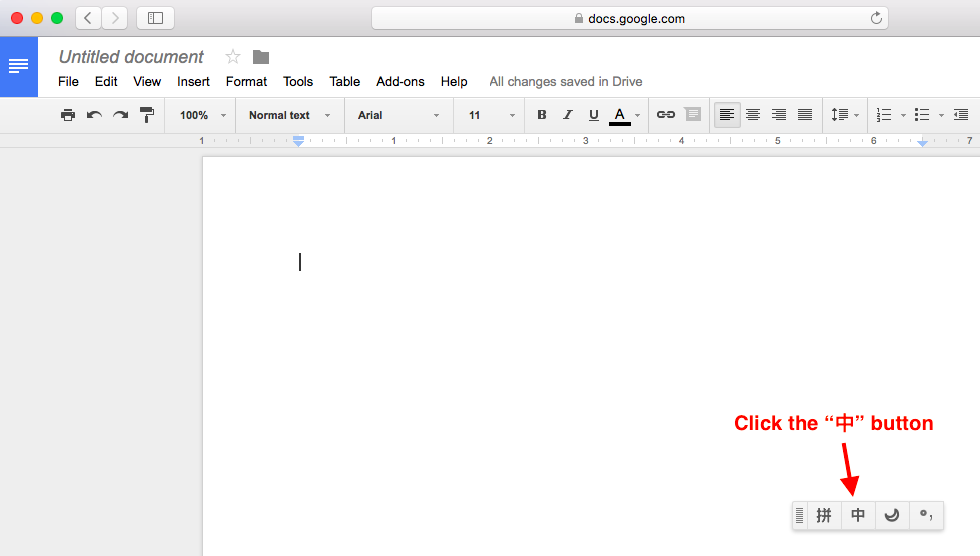 docs.google.com
Untitled document
File Edit View Insert Format Tools Table Add-ons Help All changes saved in Drive
100% Normal text Arial 11 B I U A
1 1 2 3 4 5 6 7
Click the “中” button
拼 中 °,